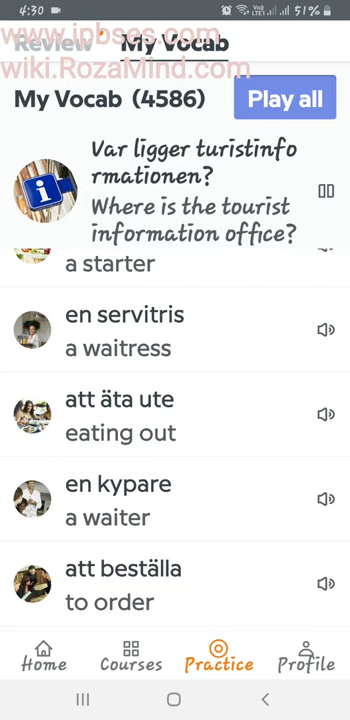 4:30
51%
www.ipbses.com
Review
My Vocab
wiki.RozaMind.com
My Vocab (4586)
Play all
Var ligger turistinfo
rmationen?
Where is the tourist
information office?
a starter
en servitris
a waitress
att äta ute
eating out
en kypare
a waiter
att beställa
to order
Home
Courses
Practice
Profile